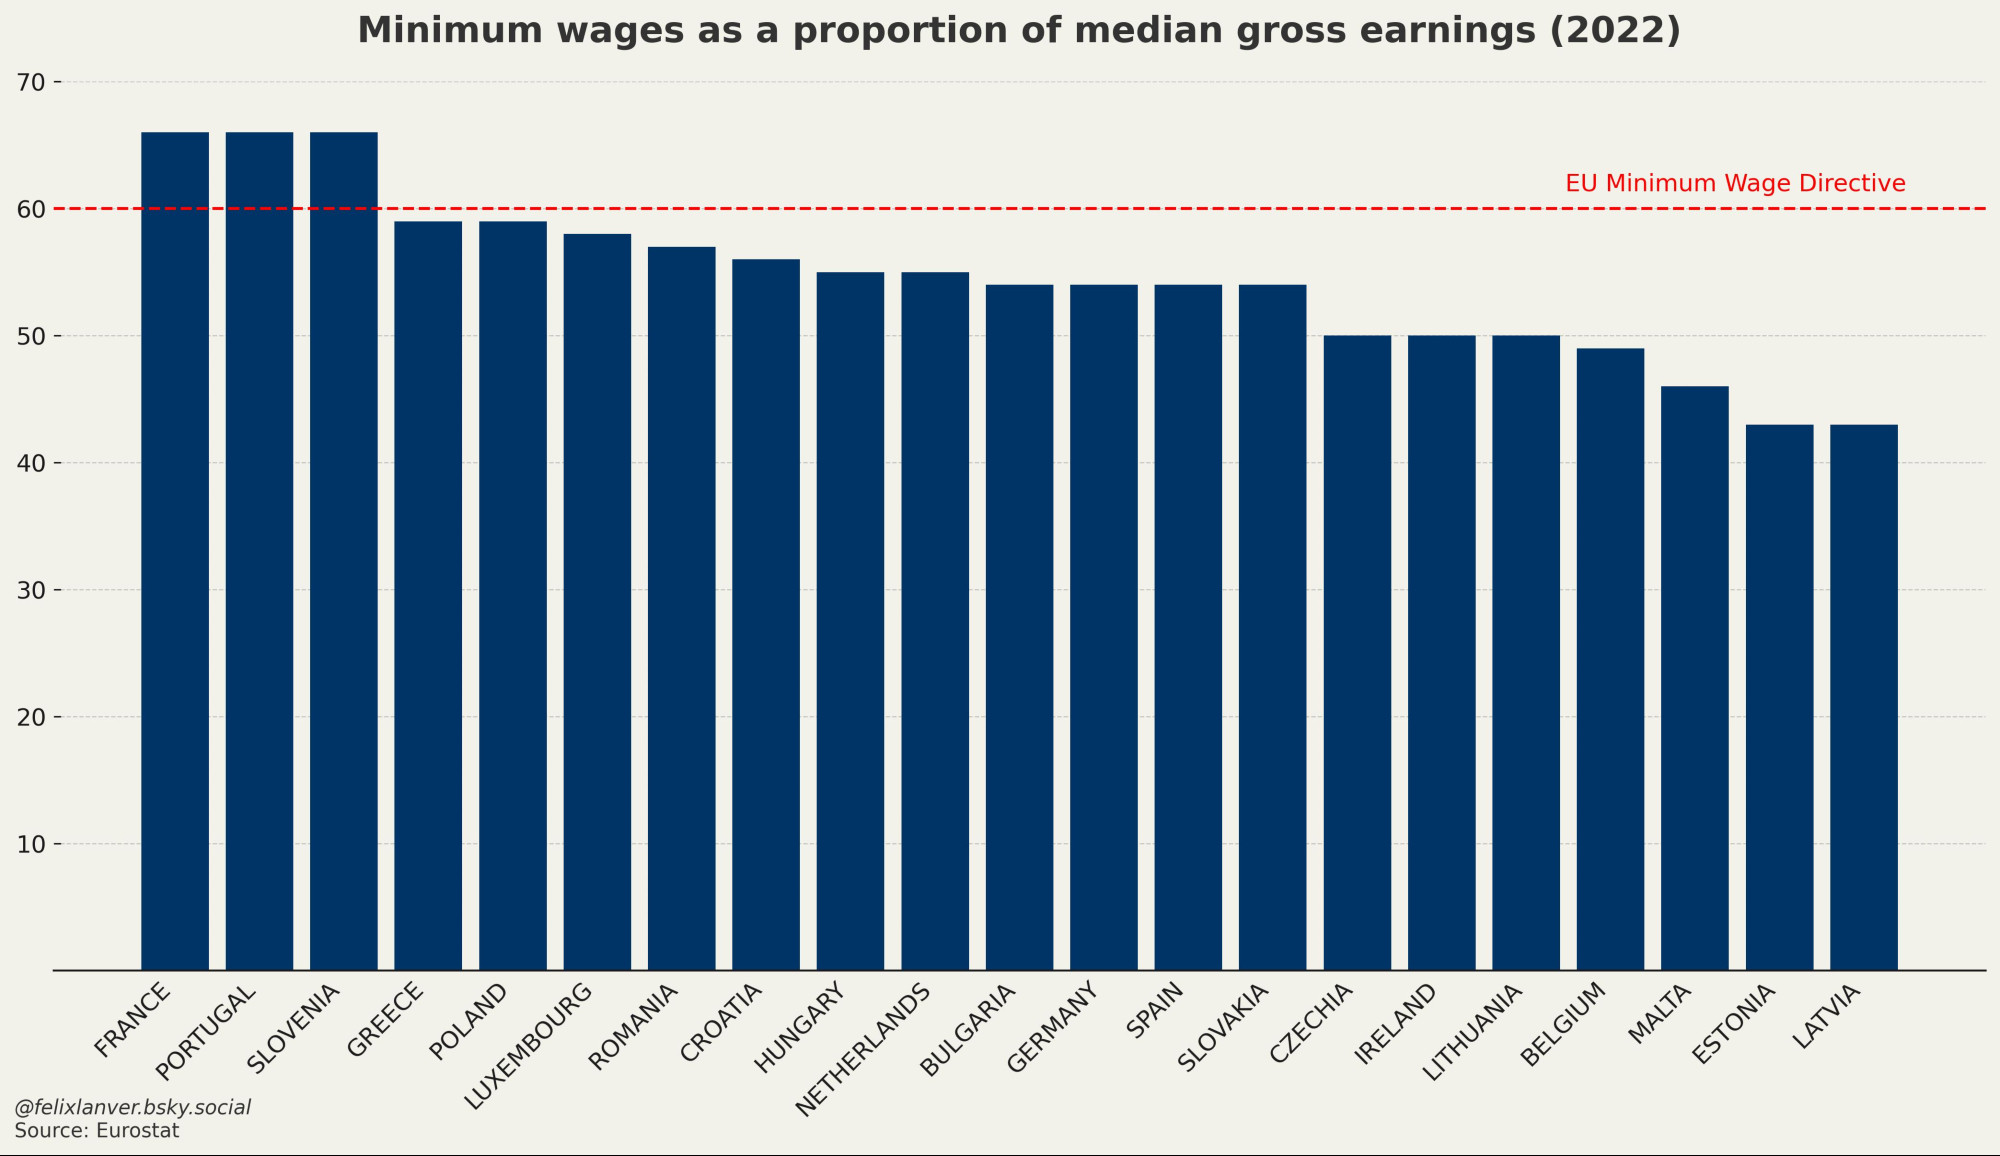 Minimum wages as a proportion of median gross earnings (2022)
70
60
50
40
30
20
10
EU Minimum Wage Directive
FRANCE
PORTUGAL
SLOVENIA
GREECE
POLAND
LUXEMBOURG
ROMANIA
CROATIA
HUNGARY
NETHERLANDS
BULGARIA
GERMANY
SPAIN
SLOVAKIA
CZECHIA
IRELAND
LITHUANIA
BELGIUM
MALTA
ESTONIA
LATVIA
@felixlanver.bsky.social
Source: Eurostat